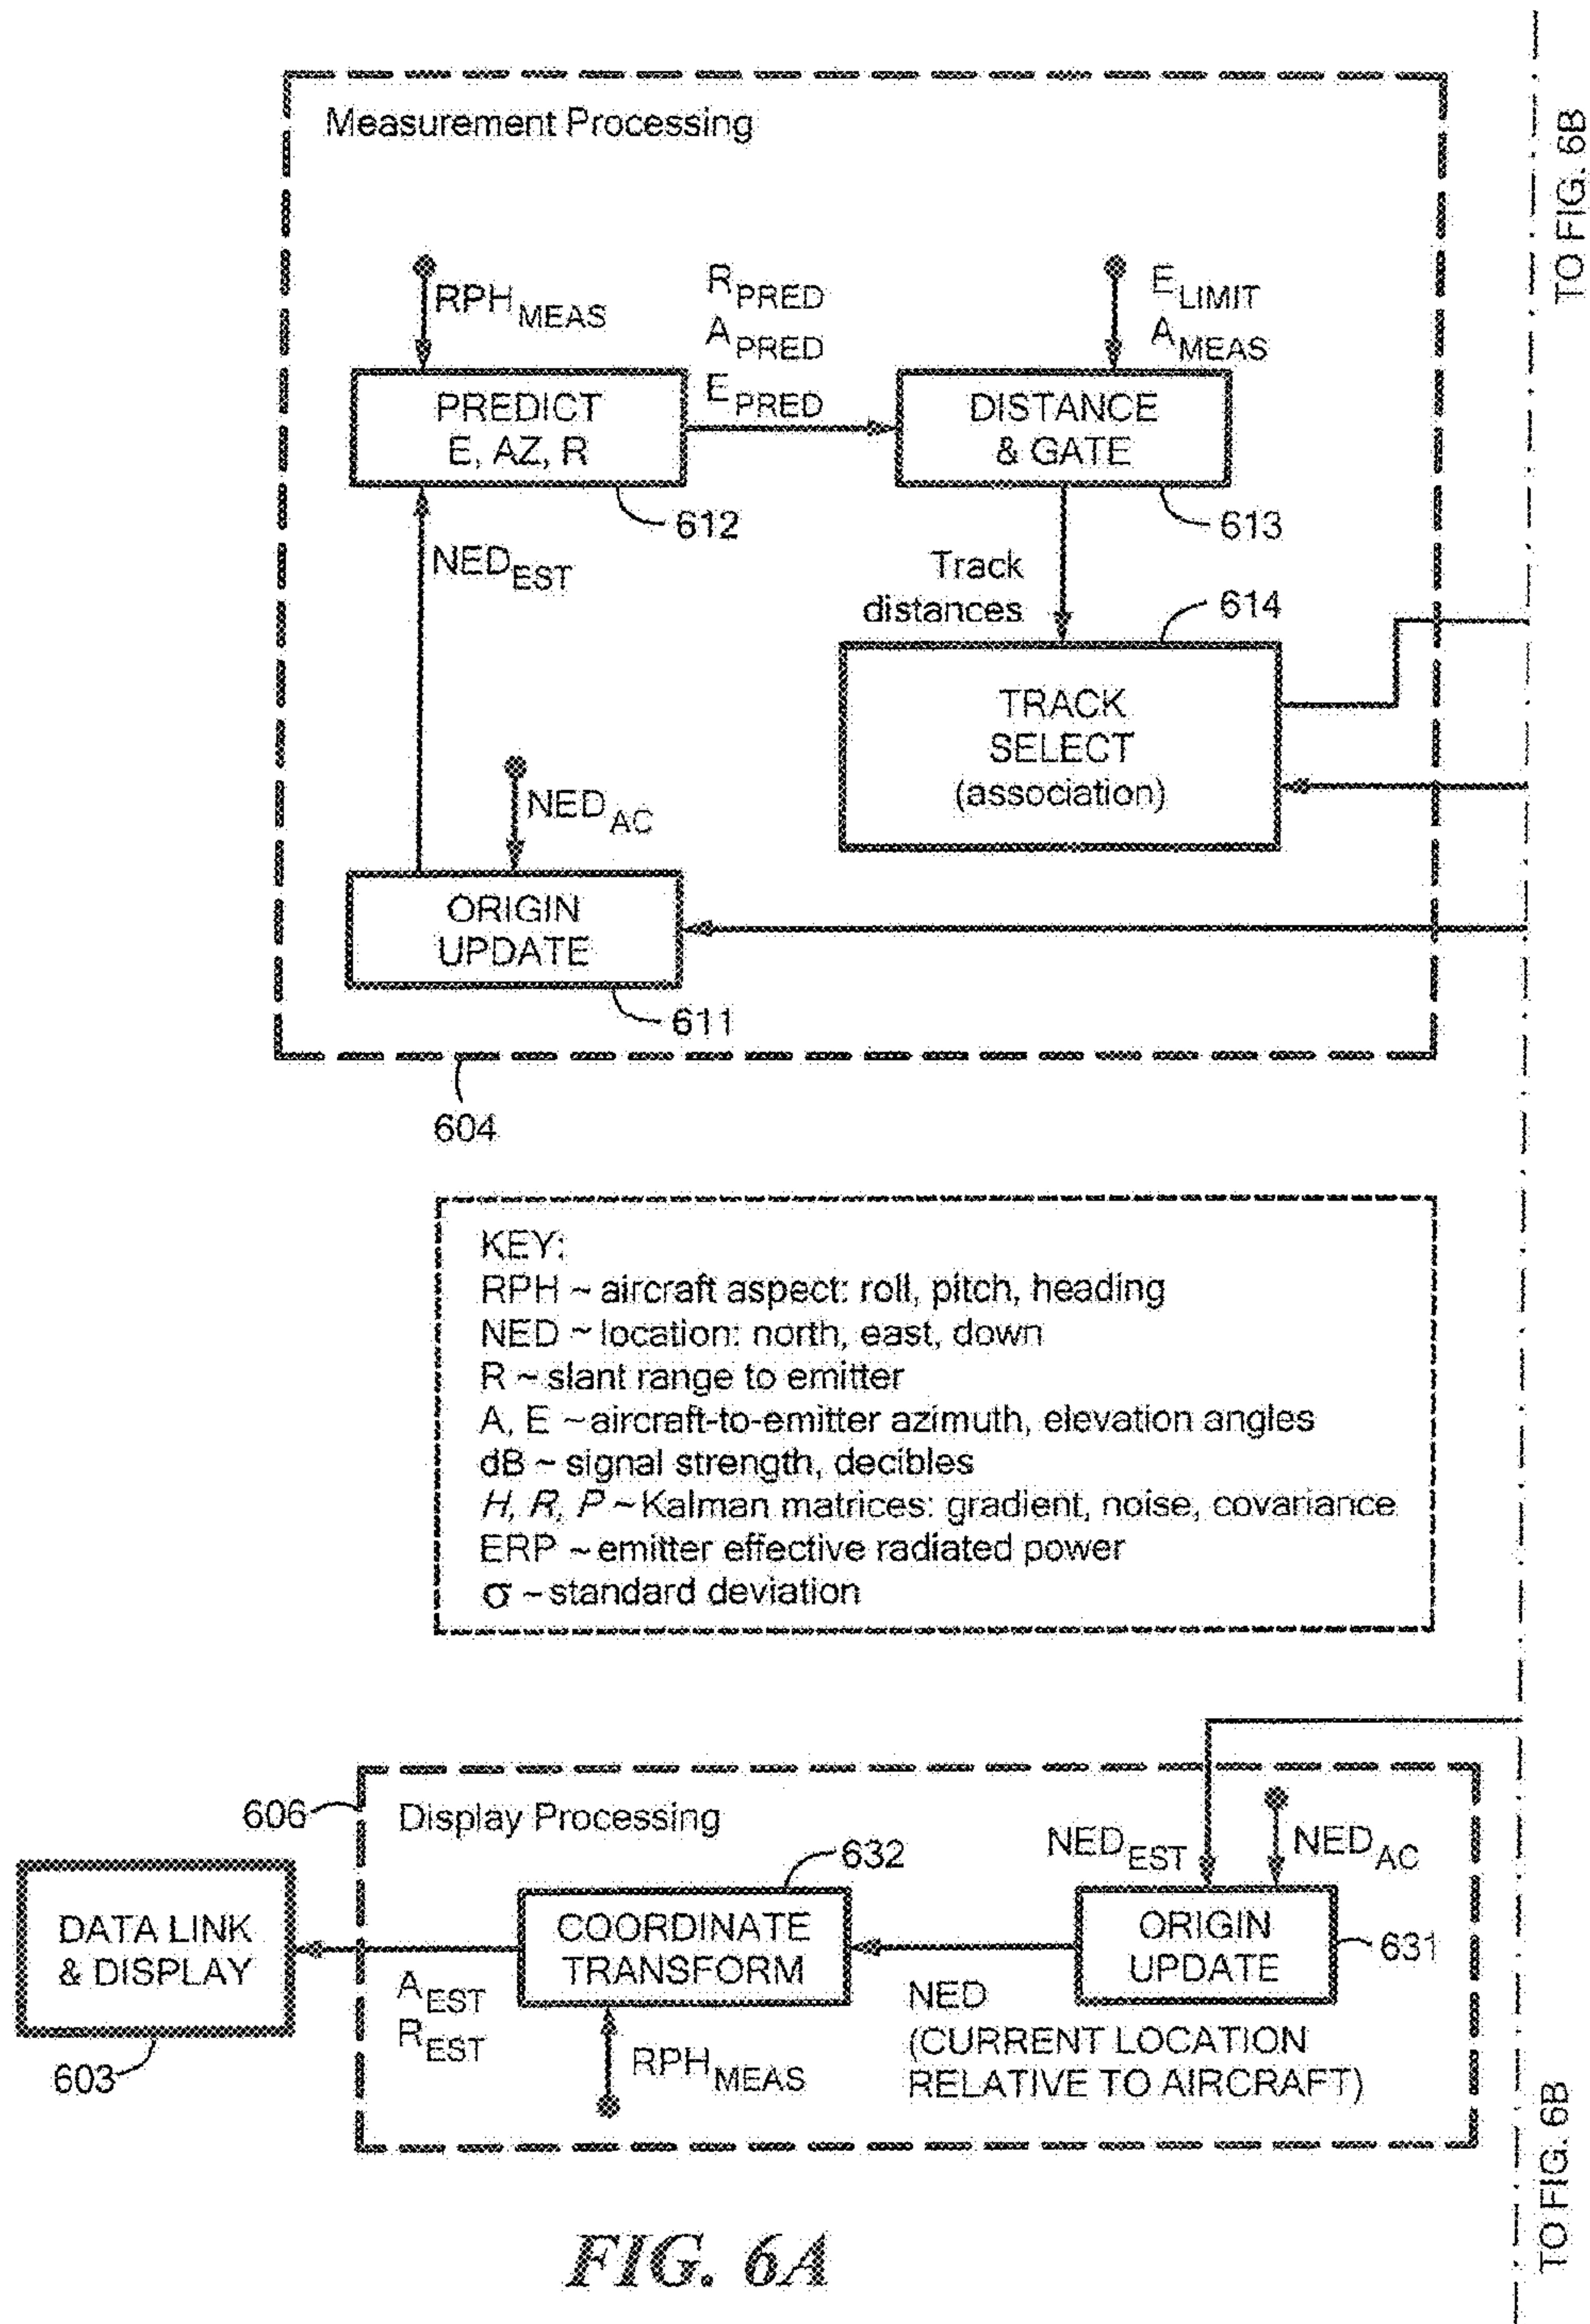 TO FIG. 6B
Measurement Processing
RPH MEAS
R PRED
A PRED
E PRED
E LIMIT
A MEAS
PREDICT
E, AZ, R
DISTANCE
& GATE
612
613
NED EST
Track
distances
614
TRACK
SELECT
(association)
NED AC
ORIGIN
UPDATE
611
604
KEY:
RPH ~ aircraft aspect: roll, pitch, heading
NED ~ location: north, east, down
R ~ slant range to emitter
A, E ~ aircraft-to-emitter azimuth, elevation angles
dB ~ signal strength, decibles
H, R, P ~ Kalman matrices: gradient, noise, covariance
ERP ~ emitter effective radiated power
σ ~ standard deviation
606
Display Processing
632
NED EST
NED AC
DATA LINK
& DISPLAY
COORDINATE
TRANSFORM
ORIGIN
UPDATE
631
A EST
R EST
603
RPH MEAS
NED
(CURRENT LOCATION
RELATIVE TO AIRCRAFT)
TO FIG. 6B
FIG. 6A